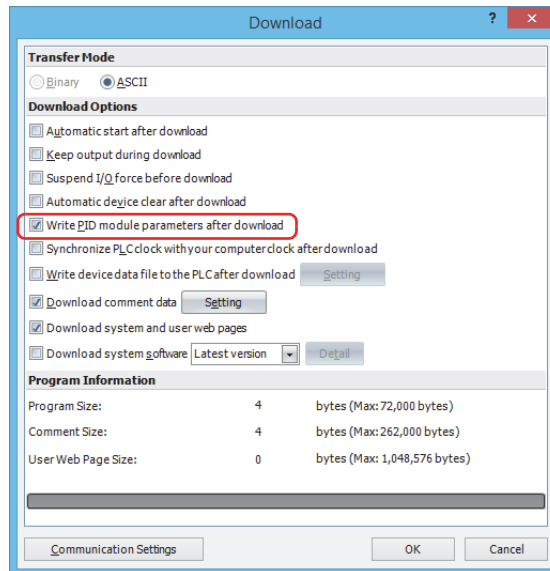 Download ? ×
Transfer Mode
Binary ASCII
Download Options
Automatic start after download
Keep output during download
Suspend I/O force before download
Automatic device clear after download
Write PID module parameters after download
Synchronize PLC clock with your computer clock after download
Write device data file to the PLC after download Setting
Download comment data Setting
Download system and user web pages
Download system software Latest version Detail
Program Information
Program Size: 4 bytes (Max: 72,000 bytes)
Comment Size: 4 bytes (Max: 262,000 bytes)
User Web Page Size: 0 bytes (Max: 1,048,576 bytes)
Communication Settings OK Cancel